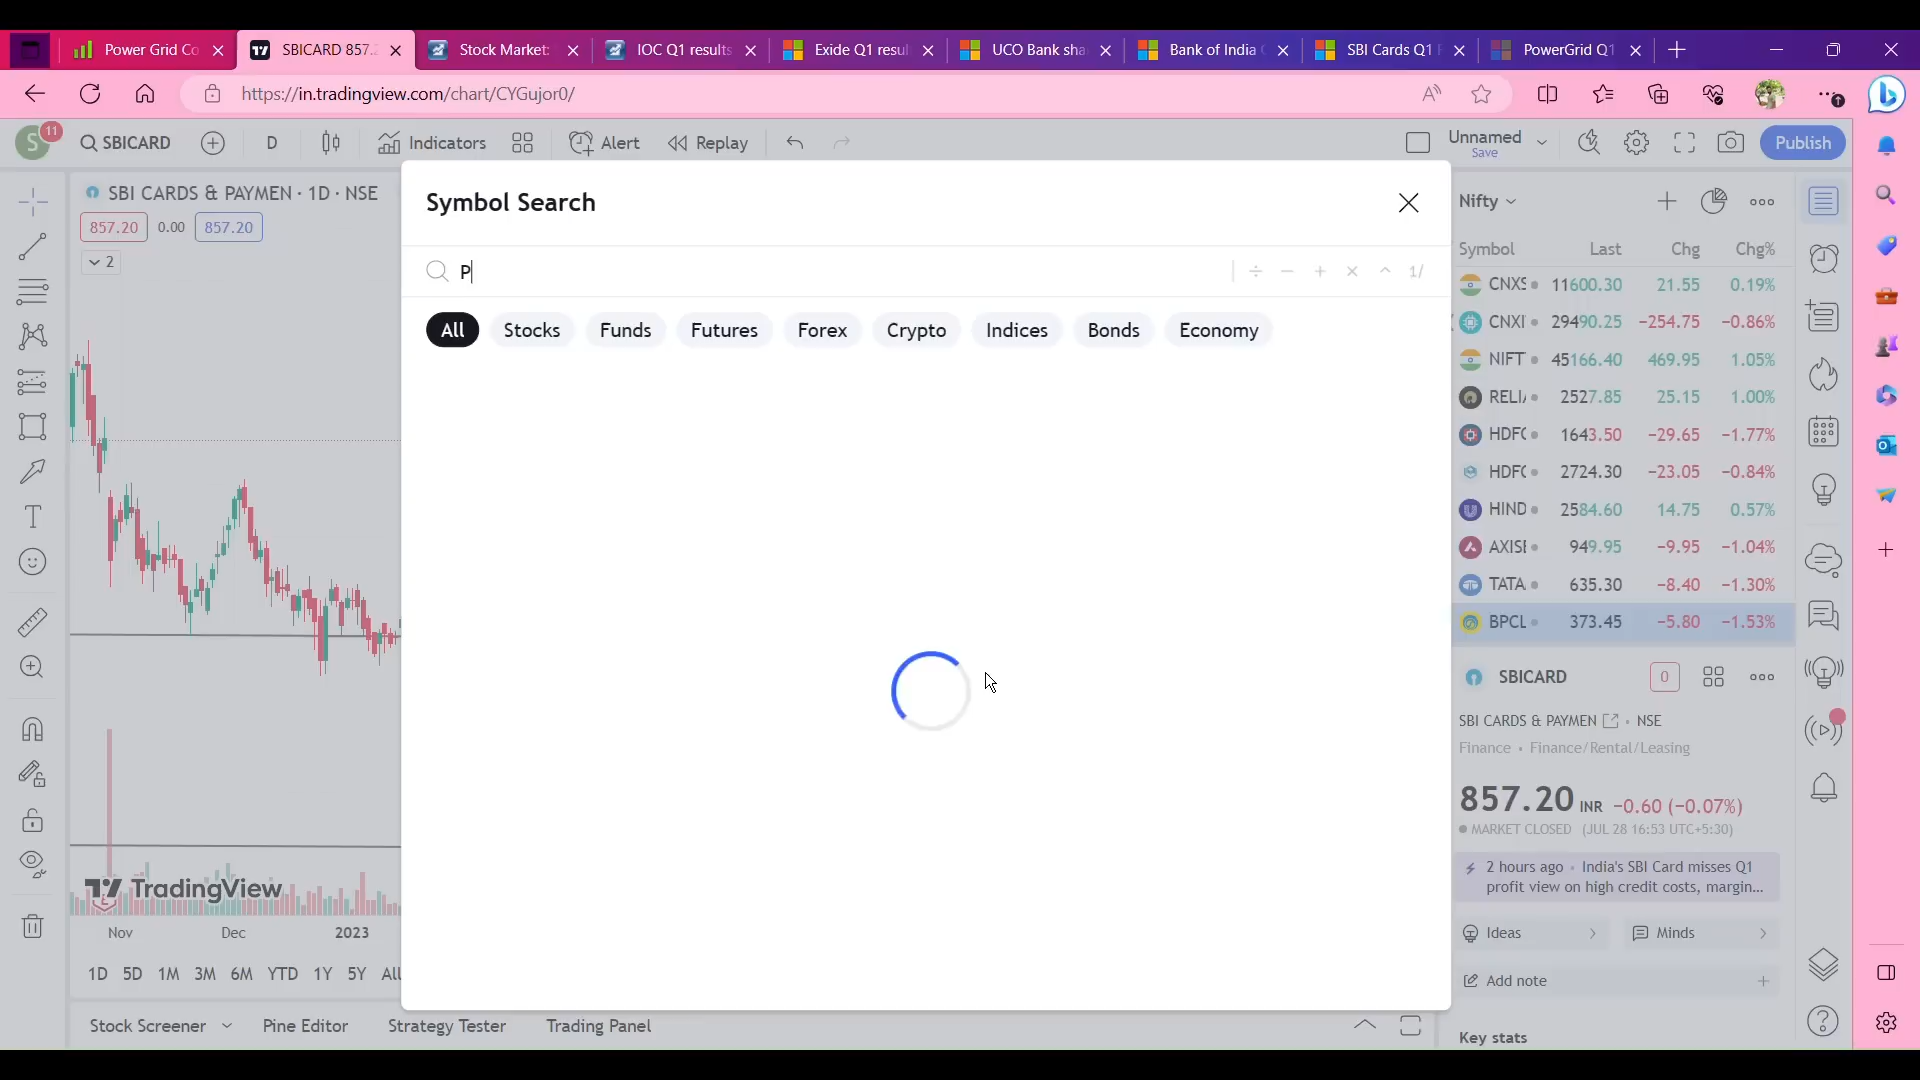 Power Grid Co
SBICARD 857.2
Stock Market:
IOC Q1 results
Exide Q1 resul
UCO Bank sha
Bank of India
SBI Cards Q1
PowerGrid Q1
https://in.tradingview.com/chart/CYGujor0/
S
11
SBICARD
D
Indicators
Alert
Replay
Unnamed
Save
Publish
SBI CARDS & PAYMEN · 1D · NSE
857.20
0.00
857.20
2
Symbol Search
P
1/
All
Stocks
Funds
Futures
Forex
Crypto
Indices
Bonds
Economy
Nifty
Symbol Last Chg Chg%
CNXS 11600.30 21.55 0.19%
CNXI 29490.25 −254.75 −0.86%
NIFT 45166.40 469.95 1.05%
RELI 2527.85 25.15 1.00%
HDFC 1643.50 −29.65 −1.77%
HDFC 2724.30 −23.05 −0.84%
HIND 2584.60 14.75 0.57%
AXISE 949.95 −9.95 −1.04%
TATA 635.30 −8.40 −1.30%
BPCL 373.45 −5.80 −1.53%
SBICARD
0
SBI CARDS & PAYMEN · NSE
Finance • Finance/Rental/Leasing
857.20 INR −0.60 (−0.07%)
MARKET CLOSED (JUL 28 16:53 UTC+5:30)
2 hours ago • India's SBI Card misses Q1
profit view on high credit costs, margin...
Ideas
Minds
Add note
Key stats
TradingView
Nov
Dec
2023
1D
5D
1M
3M
6M
YTD
1Y
5Y
All
Stock Screener
Pine Editor
Strategy Tester
Trading Panel